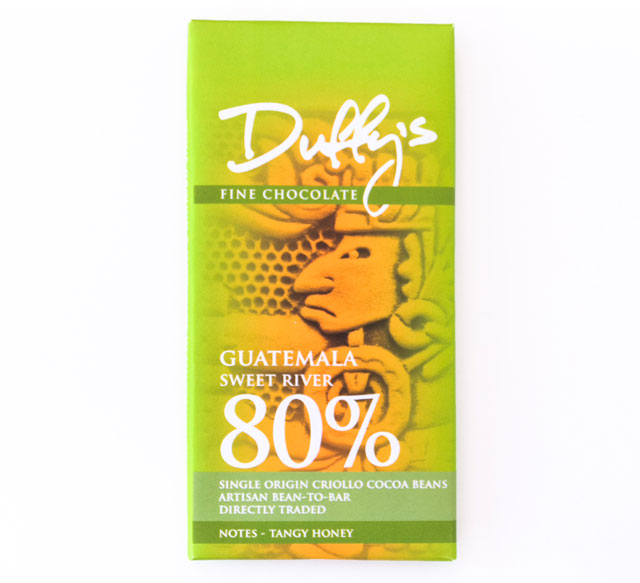 Duffy's
FINE CHOCOLATE
GUATEMALA
SWEET RIVER
80%
SINGLE ORIGIN CRIOLLO COCOA BEANS
ARTISAN BEAN-TO-BAR
DIRECTLY TRADED
NOTES - TANGY HONEY